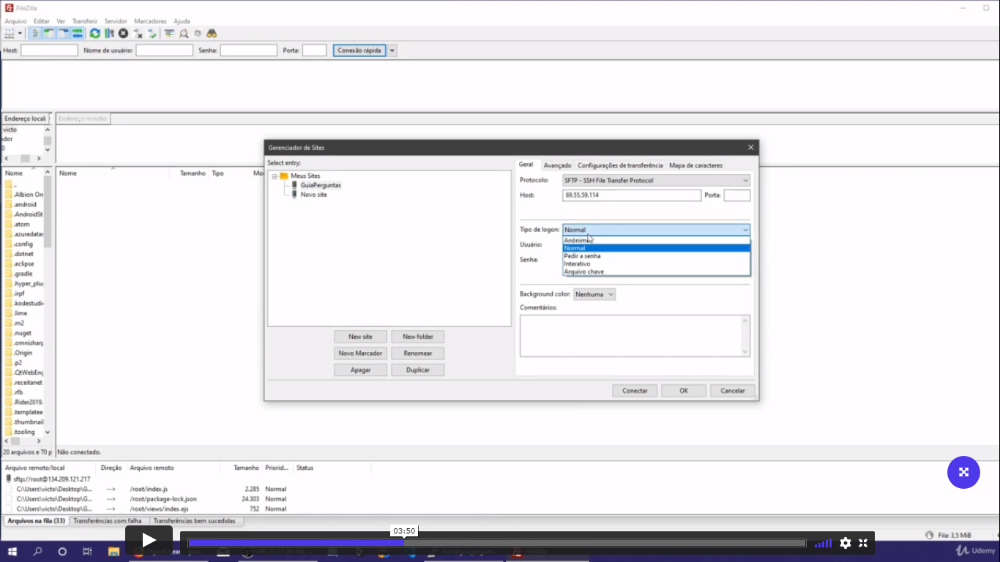 FileZilla
Arquivo Editar Ver Transferir Servidor Marcadores Ajuda
Host: Nome de usuário: Senha: Porta: Conexão rápida
Endereço local: Endereço remoto:
victo
dor
0
Nome Nome Tamanho Tipo Mo
..
.Albion On
.android
.AndroidSt
.atom
.azuredata
.config
.dotnet
.eclipse
.gradle
.hyper_plu
.irpf
.kodestudi
.lime
.m2
.nuget
.omnisharp
.Origin
.p2
.QtWebEng
.receitanet
.rfb
.Rider2019.
.templatee
.thumbnail
.tooling
20 arquivos e 70 p Não conectado.
Gerenciador de Sites
Select entry:
Meus Sites
GuiaPerguntas
Novo site
New site New folder
Novo Marcador Renomear
Apagar Duplicar
Geral Avançado Configurações de transferência Mapa de caracteres
Protocolo: SFTP - SSH File Transfer Protocol
Host: 69.55.59.114 Porta:
Tipo de logon: Normal
Usuário:
Senha:
Anônimo
Normal
Pedir a senha
Interativo
Arquivo chave
Background color: Nenhuma
Comentários:
Conectar OK Cancelar
Arquivo remoto/local Direção Arquivo remoto Tamanho Priorid... Status
sftp://root@134.209.121.217
C:\Users\victo\Desktop\G... --> /root/index.js 2.285 Normal
C:\Users\victo\Desktop\G... --> /root/package-lock.json 24.303 Normal
C:\Users\victo\Desktop\G... --> /root/views/index.ejs 752 Normal
Arquivos na fila (33) Transferências com falha Transferências bem sucedidas
03:50
Fila: 3,5 MiB
FileZilla
Udemy